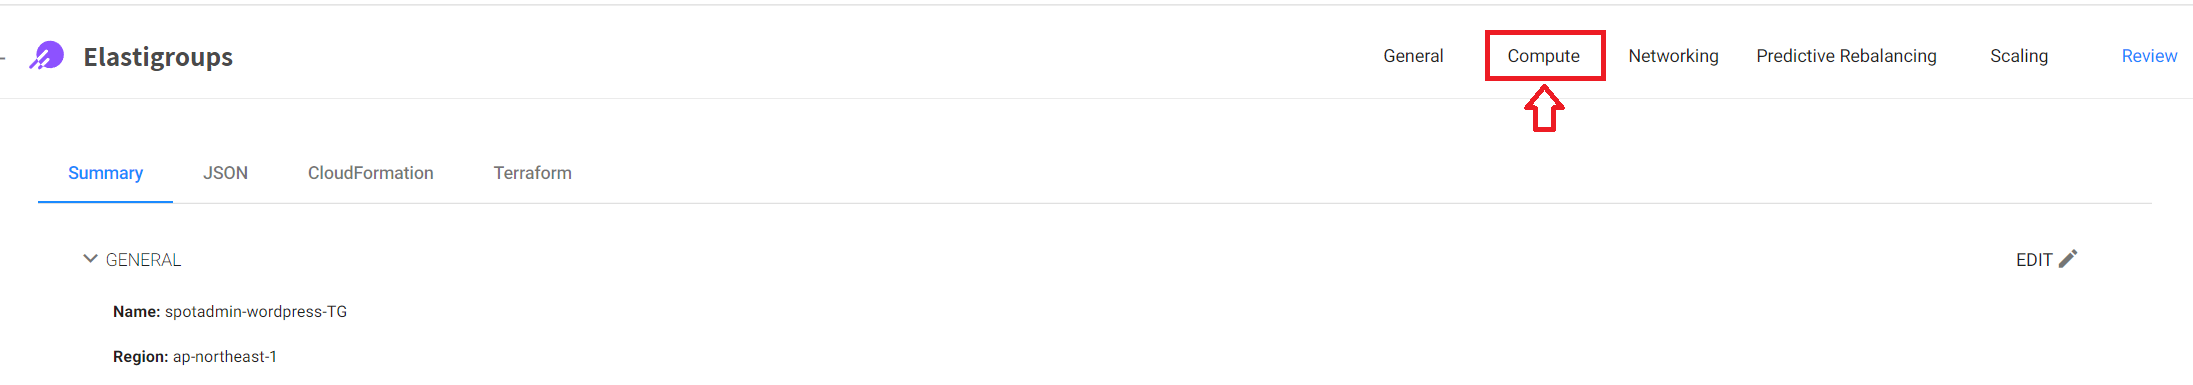 Elastigroups General Compute Networking Predictive Rebalancing Scaling Review
Summary JSON CloudFormation Terraform
GENERAL EDIT
Name: spotadmin-wordpress-TG
Region: ap-northeast-1